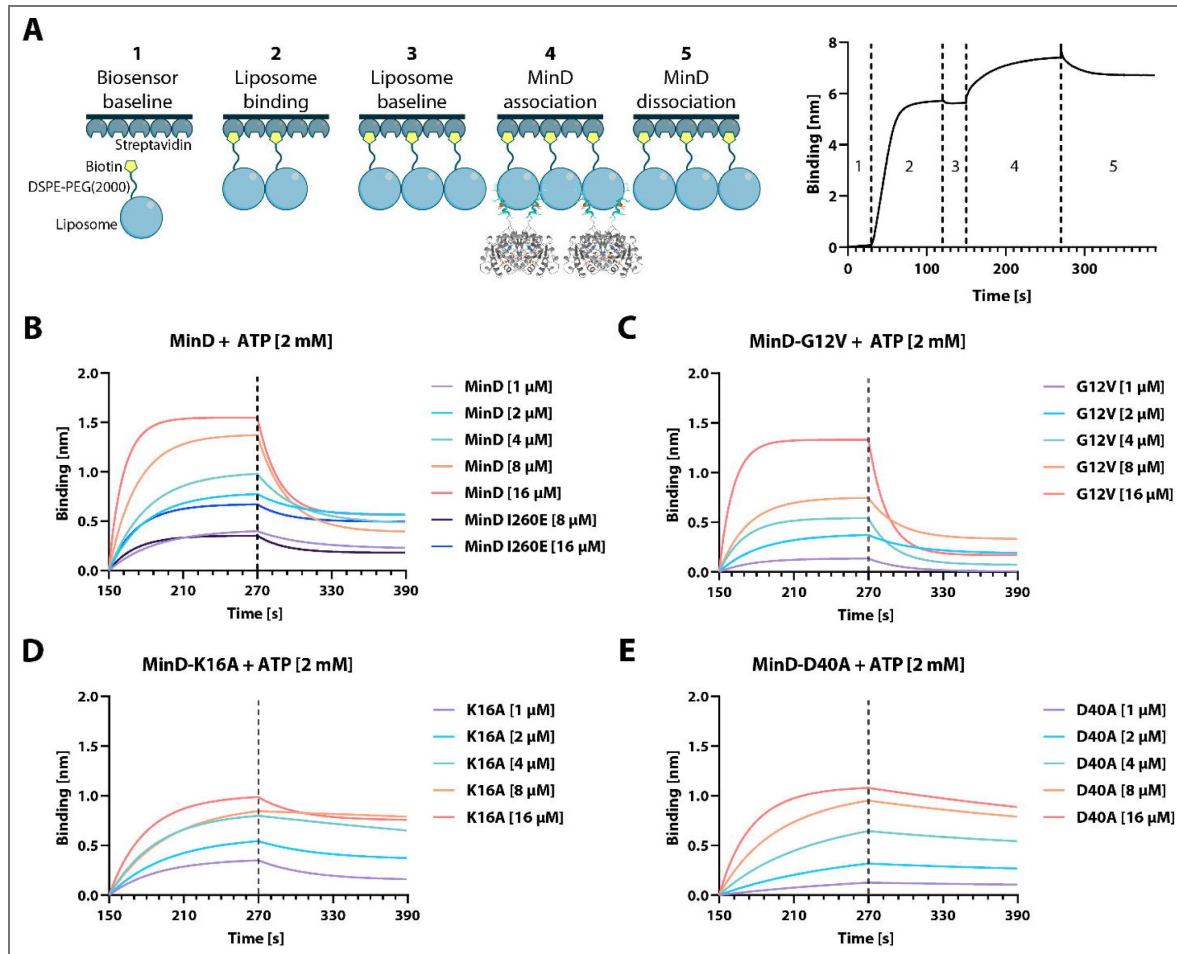 A
1
Biosensor
baseline
2
Liposome
binding
3
Liposome
baseline
4
MinD
association
5
MinD
dissociation
Streptavidin
Biotin
DSPE-PEG(2000)
Liposome
Binding [nm]
8
6
4
2
0
1
2
3
4
5
0
100
200
300
Time [s]
B
MinD + ATP [2 mM]
Binding [nm]
2.0
1.5
1.0
0.5
0.0
150
210
270
330
390
Time [s]
MinD [1 µM]
MinD [2 µM]
MinD [4 µM]
MinD [8 µM]
MinD [16 µM]
MinD I260E [8 µM]
MinD I260E [16 µM]
C
MinD-G12V + ATP [2 mM]
Binding [nm]
2.0
1.5
1.0
0.5
0.0
150
210
270
330
390
Time [s]
G12V [1 µM]
G12V [2 µM]
G12V [4 µM]
G12V [8 µM]
G12V [16 µM]
D
MinD-K16A + ATP [2 mM]
Binding [nm]
2.0
1.5
1.0
0.5
0.0
150
210
270
330
390
Time [s]
K16A [1 µM]
K16A [2 µM]
K16A [4 µM]
K16A [8 µM]
K16A [16 µM]
E
MinD-D40A + ATP [2 mM]
Binding [nm]
2.0
1.5
1.0
0.5
0.0
150
210
270
330
390
Time [s]
D40A [1 µM]
D40A [2 µM]
D40A [4 µM]
D40A [8 µM]
D40A [16 µM]